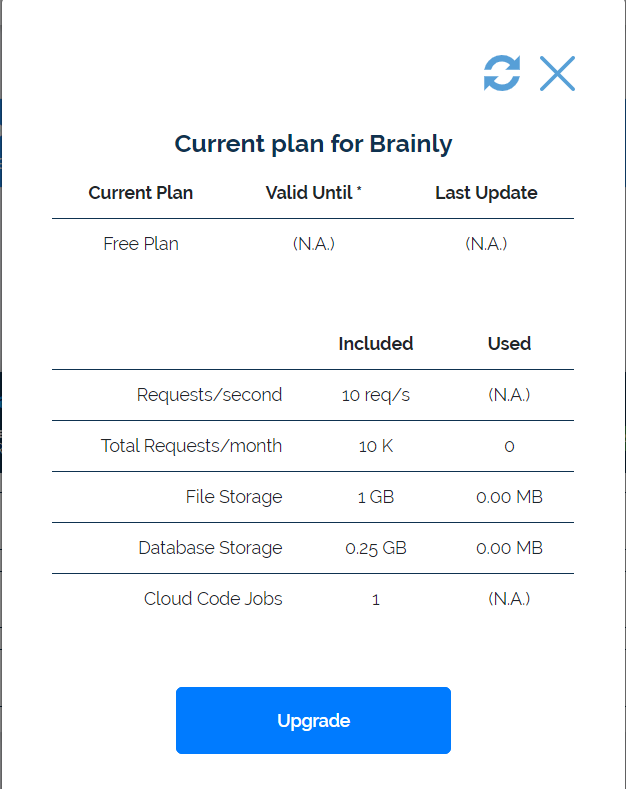 Current plan for Brainly
Current Plan Valid Until * Last Update
Free Plan (N.A.) (N.A.)
Included Used
Requests/second 10 req/s (N.A.)
Total Requests/month 10 K 0
File Storage 1 GB 0.00 MB
Database Storage 0.25 GB 0.00 MB
Cloud Code Jobs 1 (N.A.)
Upgrade